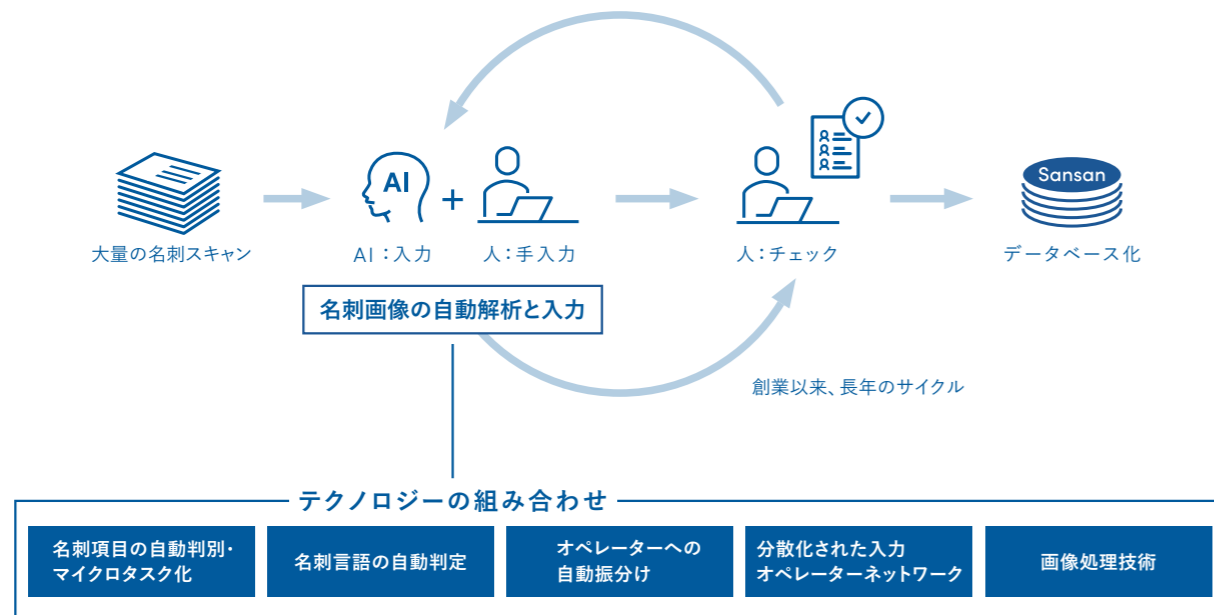 AI
+
Sansan
大量の名刺スキャン
AI:入力
人:手入力
人:チェック
データベース化
名刺画像の自動解析と入力
創業以来、長年のサイクル
テクノロジーの組み合わせ
名刺項目の自動判別・
マイクロタスク化
名刺言語の自動判定
オペレーターへの
自動振分け
分散化された入力
オペレーターネットワーク
画像処理技術